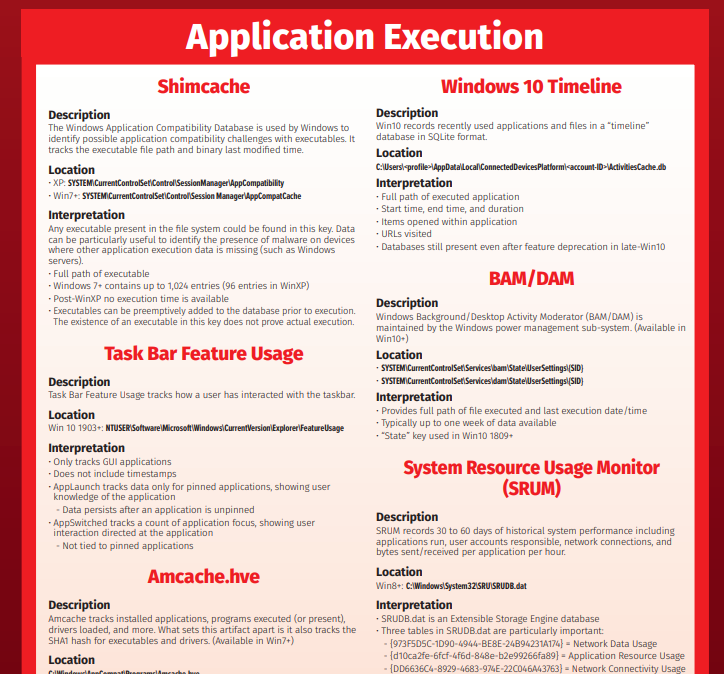 Application Execution
Shimcache
Description
The Windows Application Compatibility Database is used by Windows to
identify possible application compatibility challenges with executables. It
tracks the executable file path and binary last modified time.
Location
• XP: SYSTEM\CurrentControlSet\Control\SessionManager\AppCompatibility
• Win7+: SYSTEM\CurrentControlSet\Control\Session Manager\AppCompatCache
Interpretation
Any executable present in the file system could be found in this key. Data
can be particularly useful to identify the presence of malware on devices
where other application execution data is missing (such as Windows
servers).
• Full path of executable
• Windows 7+ contains up to 1,024 entries (96 entries in WinXP)
• Post-WinXP no execution time is available
• Executables can be preemptively added to the database prior to execution.
The existence of an executable in this key does not prove actual execution.
Task Bar Feature Usage
Description
Task Bar Feature Usage tracks how a user has interacted with the taskbar.
Location
Win 10 1903+: NTUSER\Software\Microsoft\Windows\CurrentVersion\Explorer\FeatureUsage
Interpretation
• Only tracks GUI applications
• Does not include timestamps
• AppLaunch tracks data only for pinned applications, showing user
knowledge of the application
- Data persists after an application is unpinned
• AppSwitched tracks a count of application focus, showing user
interaction directed at the application
- Not tied to pinned applications
Amcache.hve
Description
Amcache tracks installed applications, programs executed (or present),
drivers loaded, and more. What sets this artifact apart is it also tracks the
SHA1 hash for executables and drivers. (Available in Win7+)
Location
C:\Windows\AppCompat\Programs\Amcache.hve
Windows 10 Timeline
Description
Win10 records recently used applications and files in a “timeline”
database in SQLite format.
Location
C:\Users\<profile>\AppData\Local\ConnectedDevicesPlatform\<account-ID>\ActivitiesCache.db
Interpretation
• Full path of executed application
• Start time, end time, and duration
• Items opened within application
• URLs visited
• Databases still present even after feature deprecation in late-Win10
BAM/DAM
Description
Windows Background/Desktop Activity Moderator (BAM/DAM) is
maintained by the Windows power management sub-system. (Available in
Win10+)
Location
• SYSTEM\CurrentControlSet\Services\bam\State\UserSettings\{SID}
• SYSTEM\CurrentControlSet\Services\dam\State\UserSettings\{SID}
Interpretation
• Provides full path of file executed and last execution date/time
• Typically up to one week of data available
• “State” key used in Win10 1809+
System Resource Usage Monitor
(SRUM)
Description
SRUM records 30 to 60 days of historical system performance including
applications run, user accounts responsible, network connections, and
bytes sent/received per application per hour.
Location
Win8+: C:\Windows\System32\SRU\SRUDB.dat
Interpretation
• SRUDB.dat is an Extensible Storage Engine database
• Three tables in SRUDB.dat are particularly important:
- {973F5D5C-1D90-4944-BE8E-24B94231A174} = Network Data Usage
- {d10ca2fe-6fcf-4f6d-848e-b2e99266fa89} = Application Resource Usage
- {DD6636C4-8929-4683-974E-22C046A43763} = Network Connectivity Usage